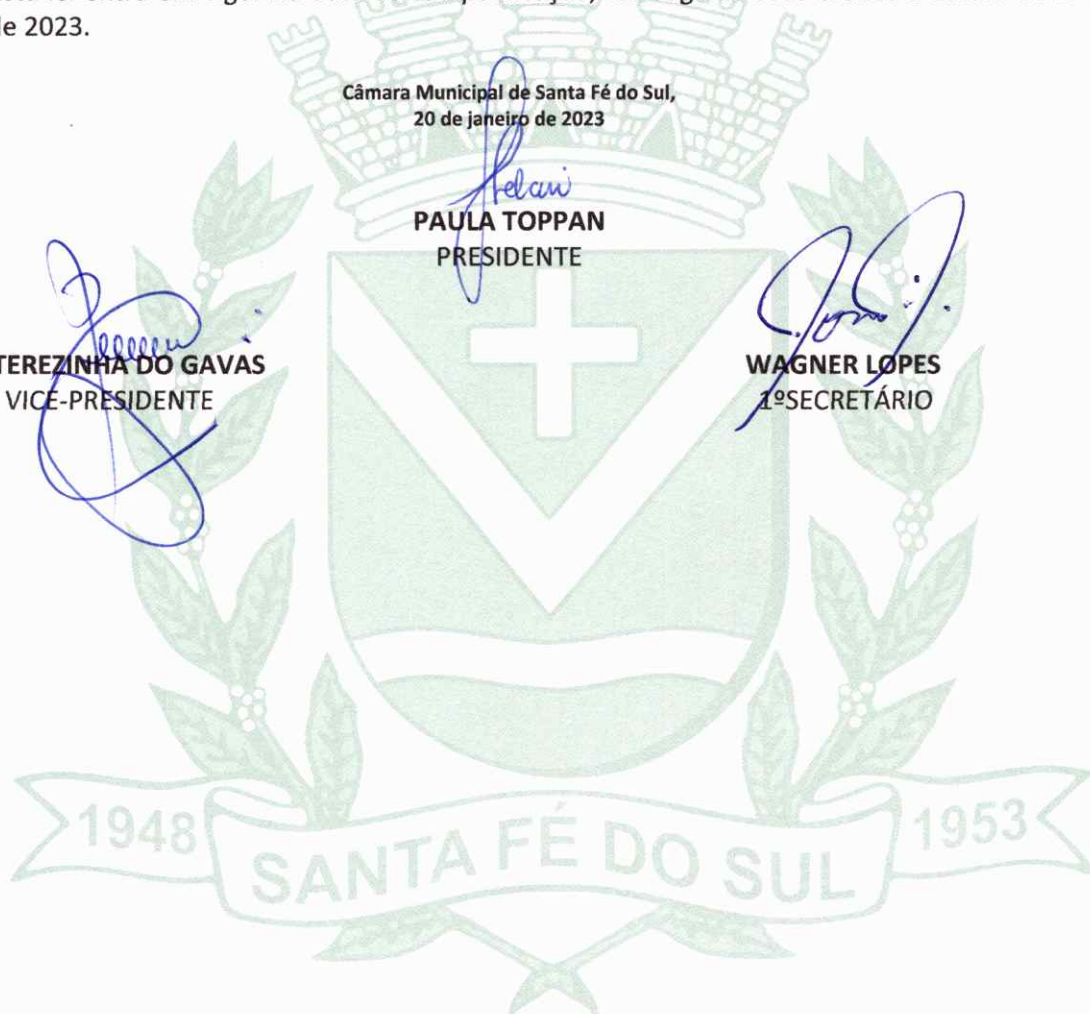 de 2023.
Câmara Municipal de Santa Fé do Sul,
20 de janeiro de 2023
PAULA TOPPAN
PRESIDENTE
TEREZINHA DO GAVAS
VICE-PRESIDENTE
WAGNER LOPES
1ºSECRETÁRIO
1948
SANTA FÉ DO SUL
1953